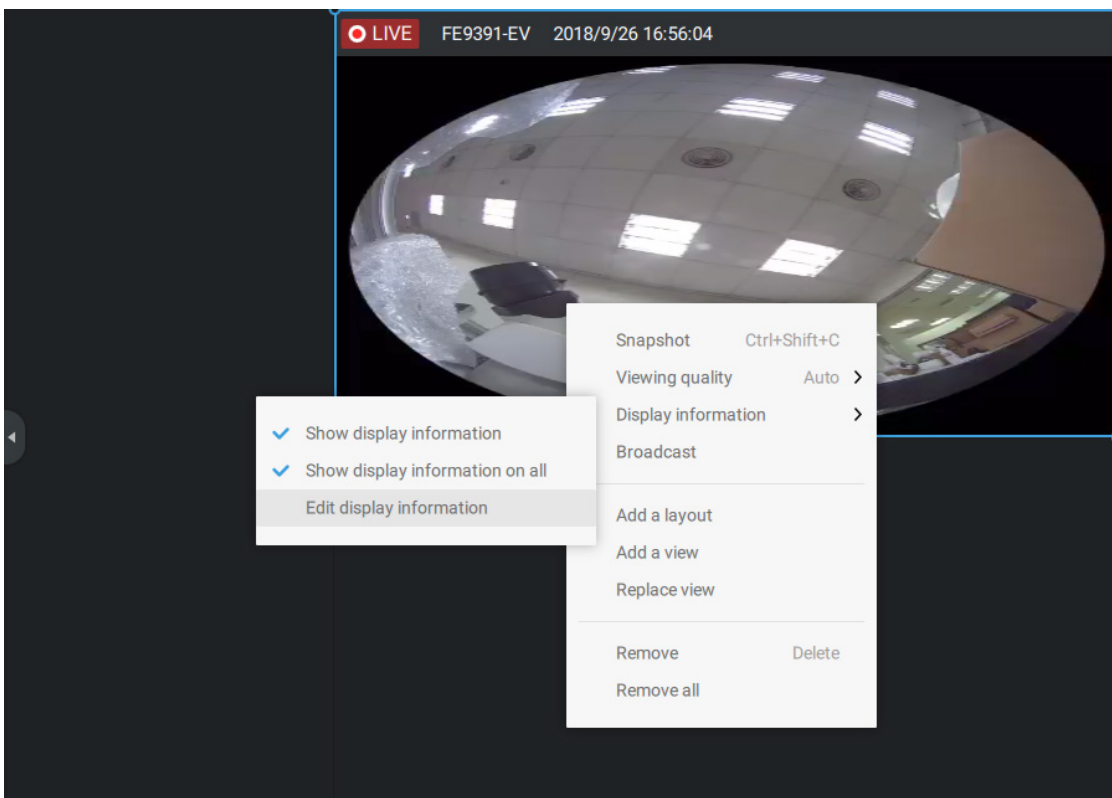 LIVE FE9391-EV 2018/9/26 16:56:04
Snapshot Ctrl+Shift+C
Viewing quality Auto
Display information
Broadcast
Show display information
Show display information on all
Edit display information
Add a layout
Add a view
Replace view
Remove Delete
Remove all